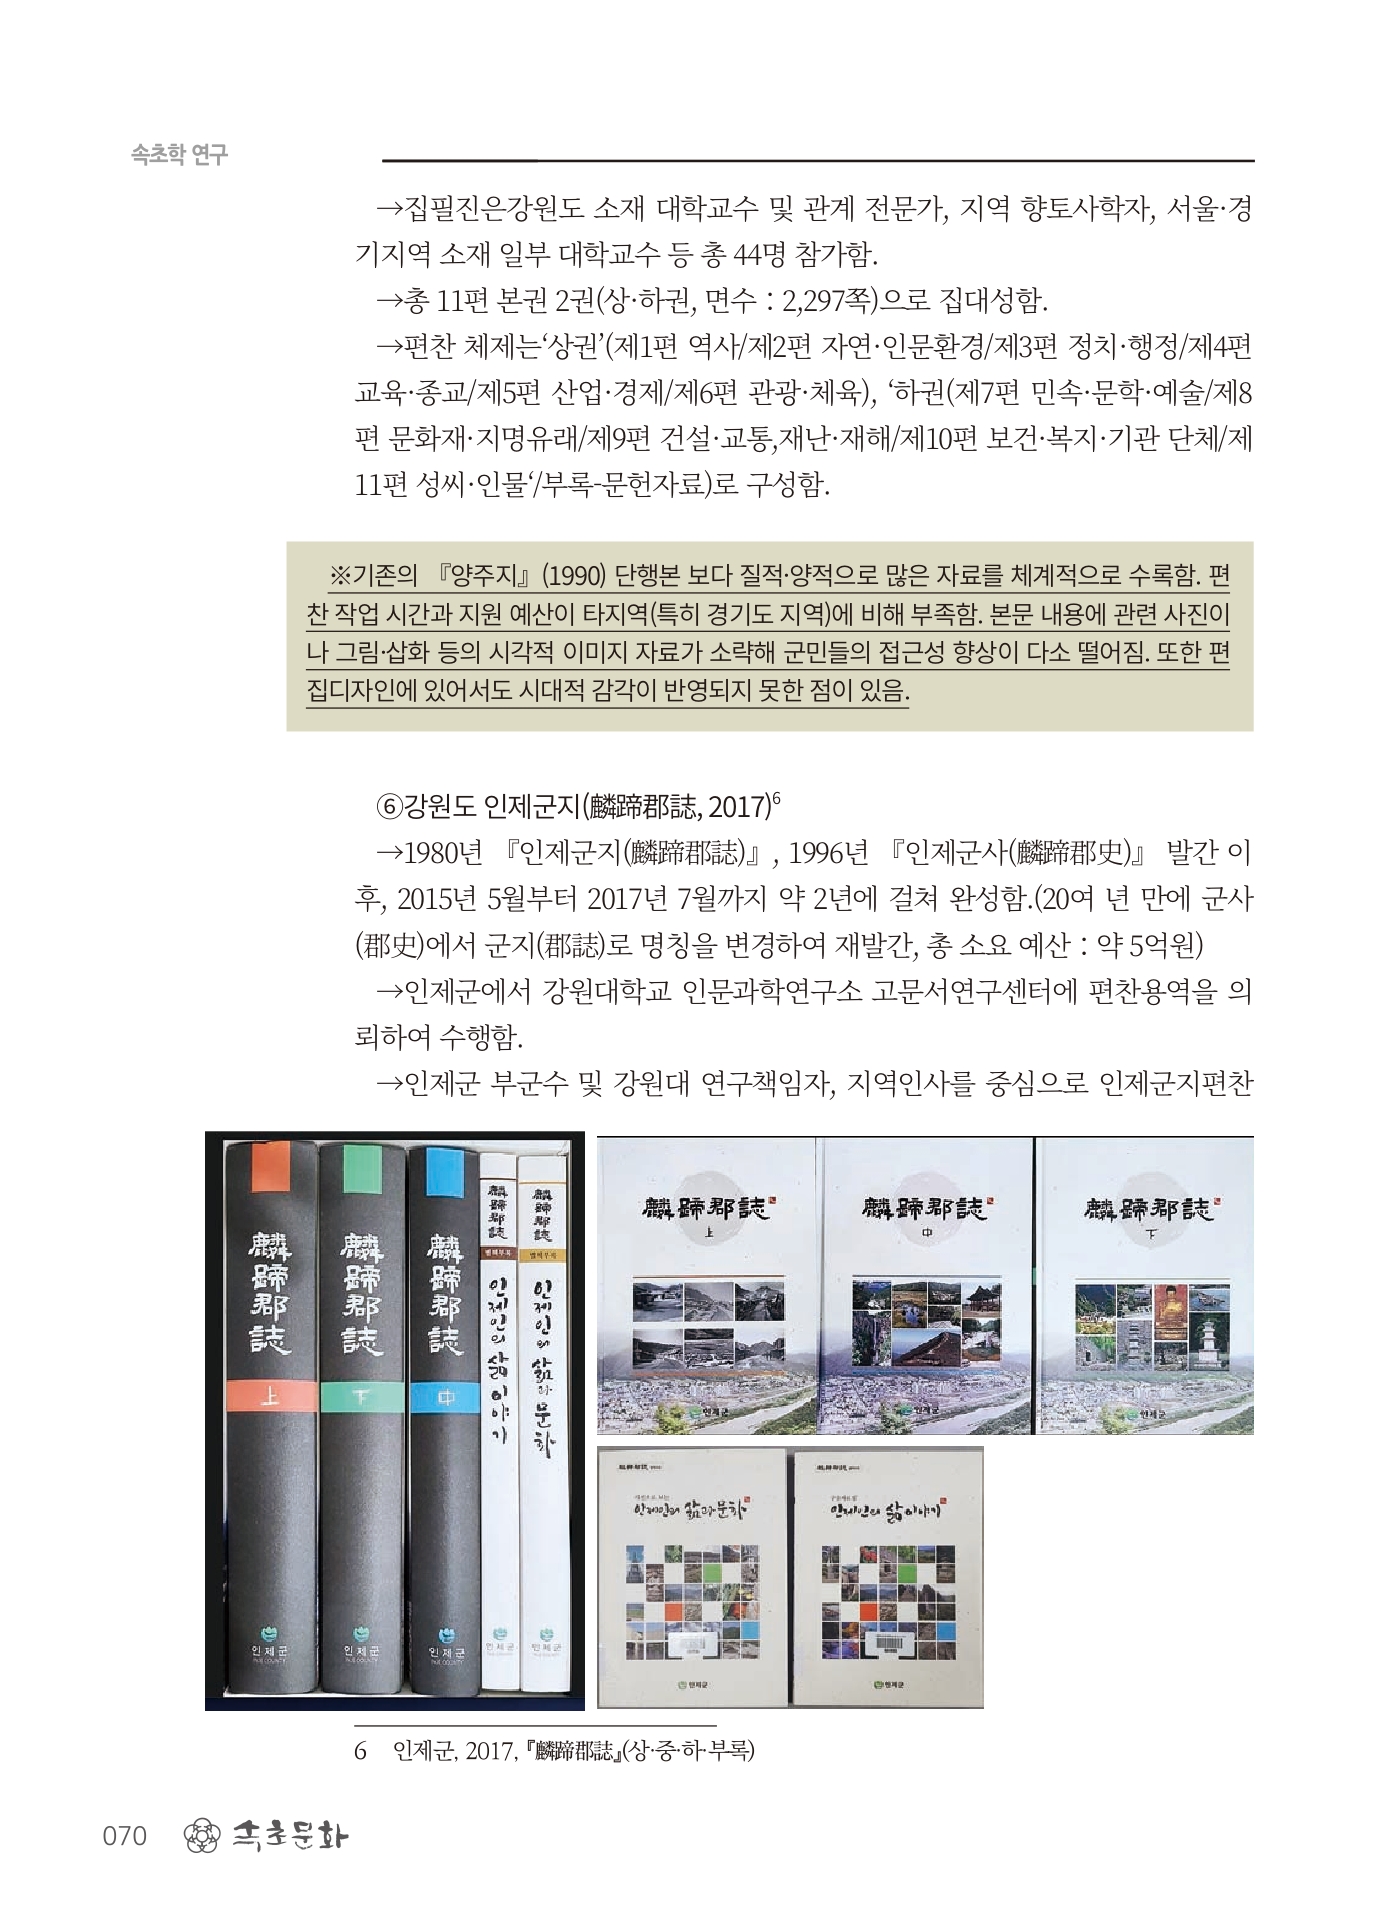 속초학 연구
→집필진은강원도 소재 대학교수 및 관계 전문가, 지역 향토사학자, 서울·경
기지역 소재 일부 대학교수 등 총 44명 참가함.
→총 11편 본권 2권(상·하권, 면수 : 2,297쪽)으로 집대성함.
→편찬 체제는‘상권’(제1편 역사/제2편 자연·인문환경/제3편 정치·행정/제4편
교육·종교/제5편 산업·경제/제6편 관광·체육), ‘하권(제7편 민속·문학·예술/제8
편 문화재·지명유래/제9편 건설·교통,재난·재해/제10편 보건·복지·기관 단체/제
11편 성씨·인물‘/부록-문헌자료)로 구성함.
※기존의 『양주지』(1990) 단행본 보다 질적·양적으로 많은 자료를 체계적으로 수록함. 편
찬 작업 시간과 지원 예산이 타지역(특히 경기도 지역)에 비해 부족함. 본문 내용에 관련 사진이
나 그림·삽화 등의 시각적 이미지 자료가 소략해 군민들의 접근성 향상이 다소 떨어짐. 또한 편
집디자인에 있어서도 시대적 감각이 반영되지 못한 점이 있음.
⑥강원도 인제군지(麟蹄郡誌, 2017)6
→1980년 『인제군지(麟蹄郡誌)』, 1996년 『인제군사(麟蹄郡史)』 발간 이
후, 2015년 5월부터 2017년 7월까지 약 2년에 걸쳐 완성함.(20여 년 만에 군사
(郡史)에서 군지(郡誌)로 명칭을 변경하여 재발간, 총 소요 예산 : 약 5억원)
→인제군에서 강원대학교 인문과학연구소 고문서연구센터에 편찬용역을 의
뢰하여 수행함.
→인제군 부군수 및 강원대 연구책임자, 지역인사를 중심으로 인제군지편찬
麟蹄郡誌
上
인제군
麟蹄郡誌
下
인제군
麟蹄郡誌
中
인제군
麟蹄郡誌
별책부록
인제인의 삶 이야기
인제군
麟蹄郡誌
별책부록
인제인의 삶과 문화
인제군
麟蹄郡誌
上
인제군
麟蹄郡誌
中
인제군
麟蹄郡誌
下
인제군
麟蹄郡誌
인제인의 삶과 문화
인제군
麟蹄郡誌
인제인의 삶 이야기
인제군
6 인제군, 2017, 『麟蹄郡誌』(상·중·하·부록)
070 속초문화